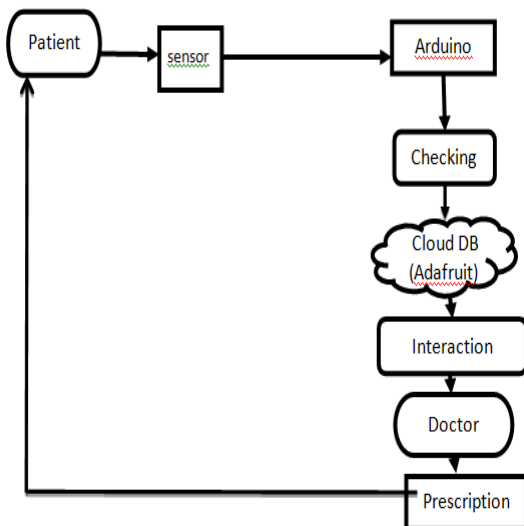 Patient
sensor
Arduino
Checking
Cloud DB
(Adafruit)
Interaction
Doctor
Prescription